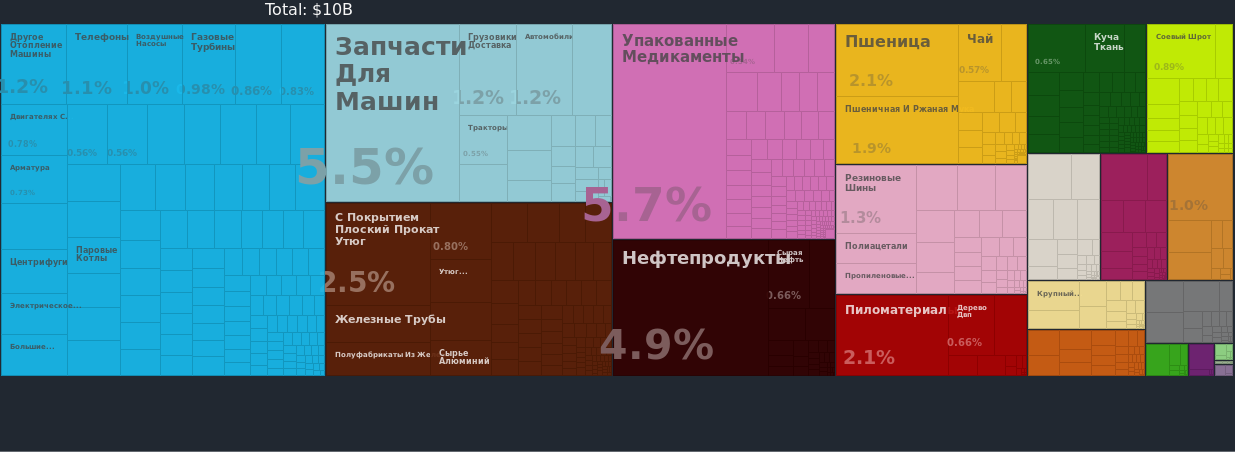 Total: $10B
Другое
Отопление
Машины
1.2%
Телефоны
1.1%
Воздушные
Насосы
1.0%
Газовые
Турбины
0.98%
0.86%
0.83%
Двигателях С.
0.78%
0.56%
0.56%
Арматура
0.73%
Центрифуги
Паровые
Котлы
Электрическое...
Большие...
Запчасти
Для
Машин
5.5%
Грузовики
Доставка
1.2%
Автомобили
1.2%
Тракторы
0.55%
С Покрытием
Плоский Прокат
Утюг
2.5%
0.80%
Утюг...
Железные Трубы
Полуфабрикаты Из Же
Сырье
Алюминий
Упакованные
Медикаменты
5.7%
Нефтепродукты
4.9%
Сырая
Нефть
0.66%
Пшеница
2.1%
Чай
0.57%
Пшеничная И Ржаная М
1.9%
Резиновые
Шины
1.3%
Полиацетали
Пропиленовые...
Пиломатериал
2.1%
Дерево
Двп
0.66%
0.65%
Куча
Ткань
Соевый Шрот
0.89%
1.0%
Крупный..